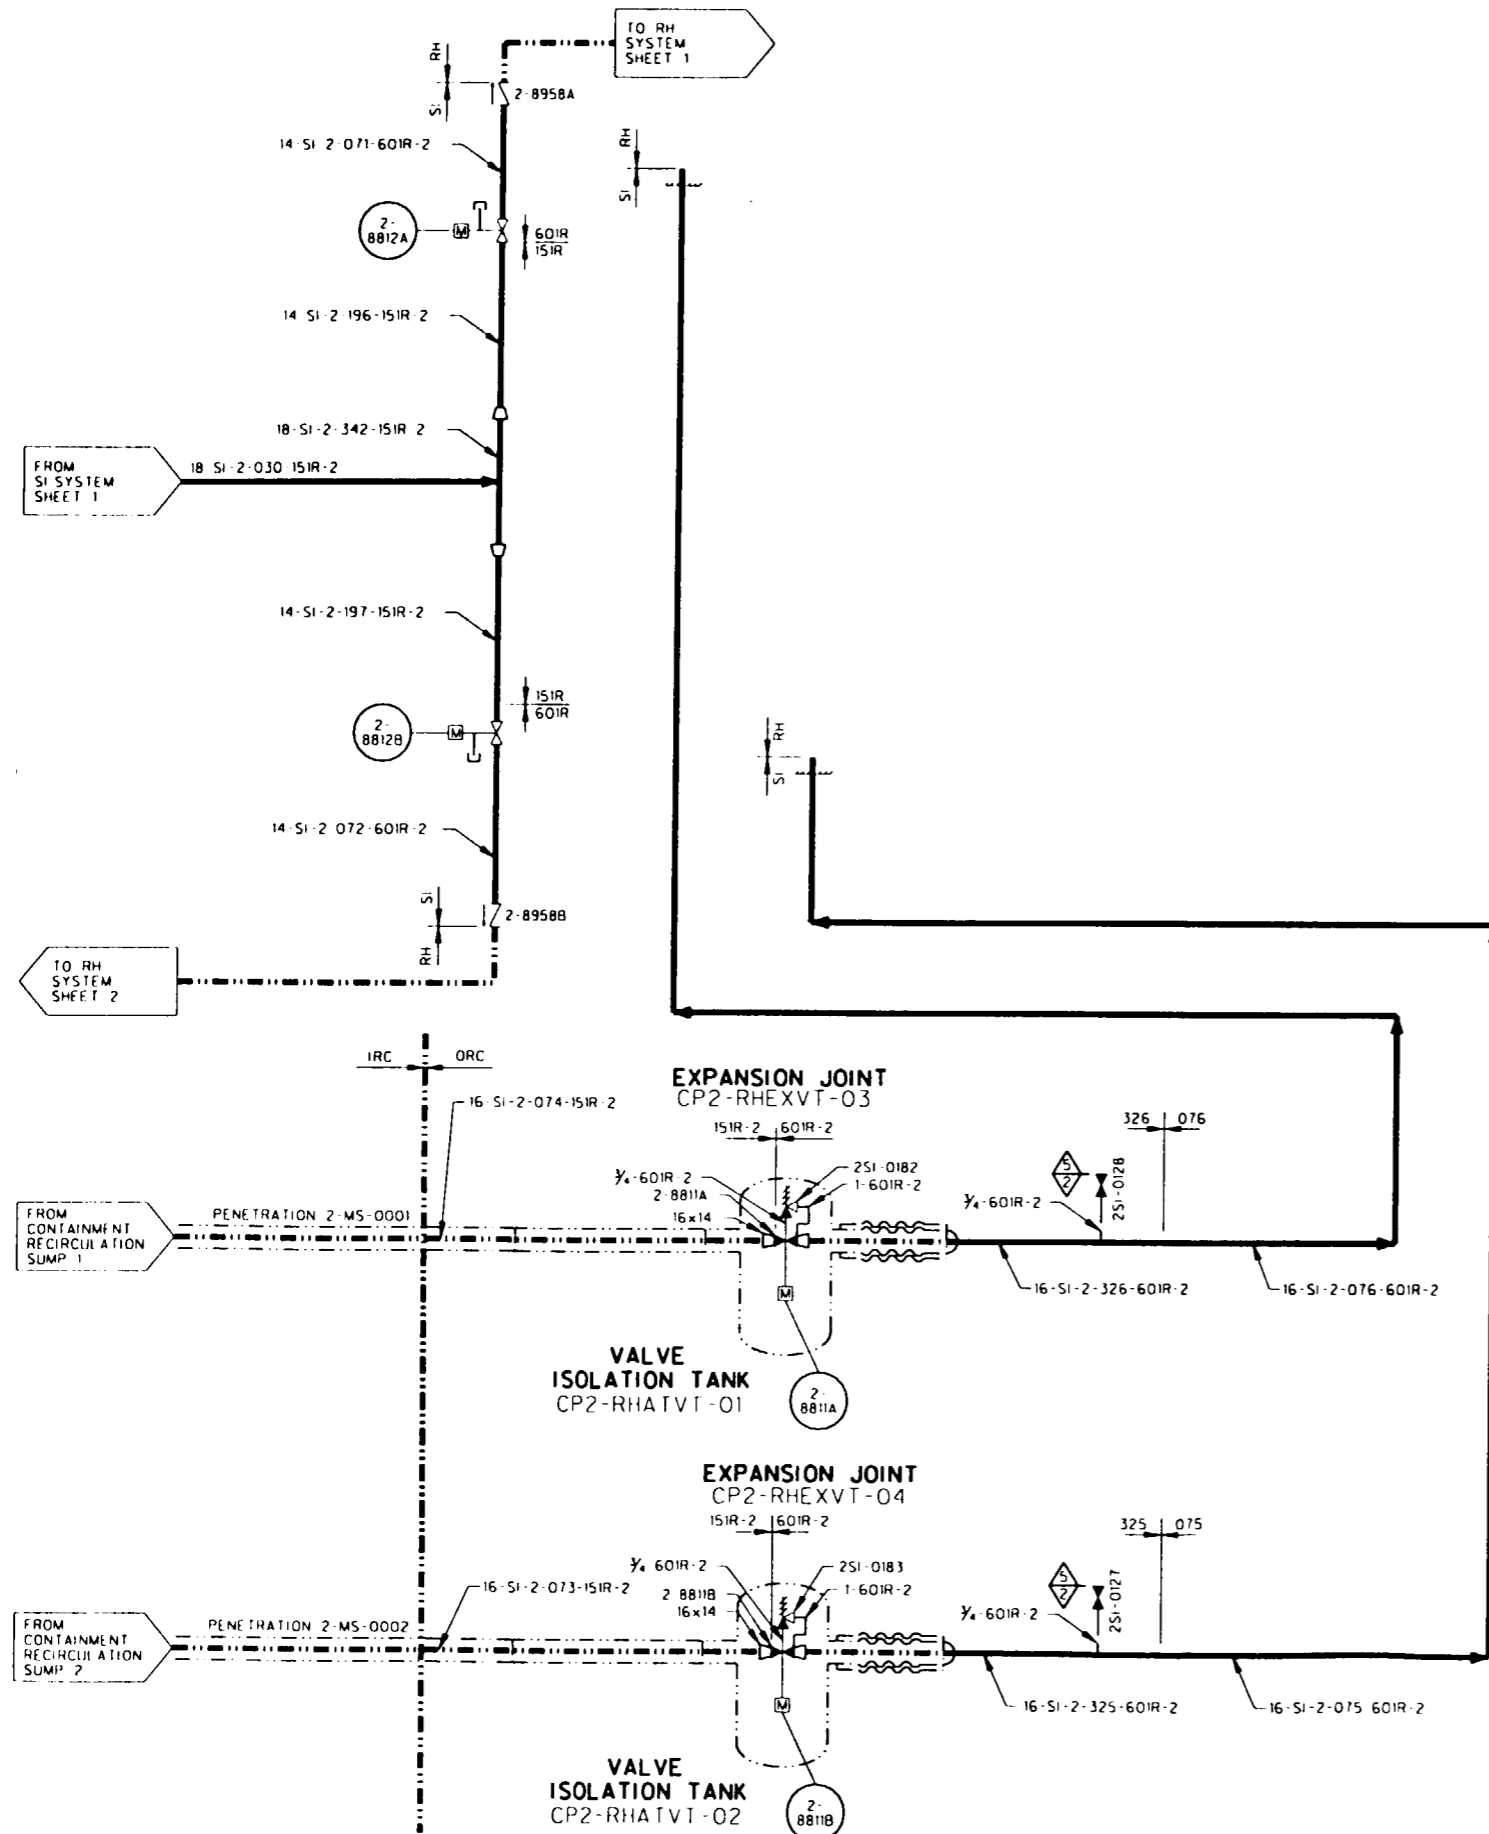 TO RH
SYSTEM
SHEET 1
RH
SI
2-8958A
14-SI-2-071-601R-2
RH
SI
2-
8812A
M
601R
151R
14 SI-2-196-151R-2
18-SI-2-342-151R 2
FROM
SI SYSTEM
SHEET 1
18 SI-2-030 151R-2
14-SI-2-197-151R-2
151R
601R
2-
8812B
M
RH
SI
14-SI-2 072-601R-2
SI
RH
2-8958B
TO RH
SYSTEM
SHEET 2
IRC
ORC
EXPANSION JOINT
CP2-RHEXVT-03
16-SI-2-074-151R-2
151R-2
601R-2
326
076
3/4-601R-2
2SI-0182
2-8811A
1-601R-2
5
2
2SI-0128
3/4-601R-2
FROM
CONTAINMENT
RECIRCULATION
SUMP 1
PENETRATION 2-MS-0001
16x14
M
16-SI-2-326-601R-2
16-SI-2-076-601R-2
VALVE
ISOLATION TANK
CP2-RHATVT-01
2-
8811A
EXPANSION JOINT
CP2-RHEXVT-04
151R-2
601R-2
325
075
3/4 601R-2
2SI-0183
16-SI-2-073-151R-2
2 8811B
1-601R-2
5
2
2SI-0127
16x14
3/4-601R-2
FROM
CONTAINMENT
RECIRCULATION
SUMP 2
PENETRATION 2-MS-0002
M
16-SI-2-325-601R-2
16-SI-2-075 601R-2
VALVE
ISOLATION TANK
CP2-RHATVT-02
2-
8811B